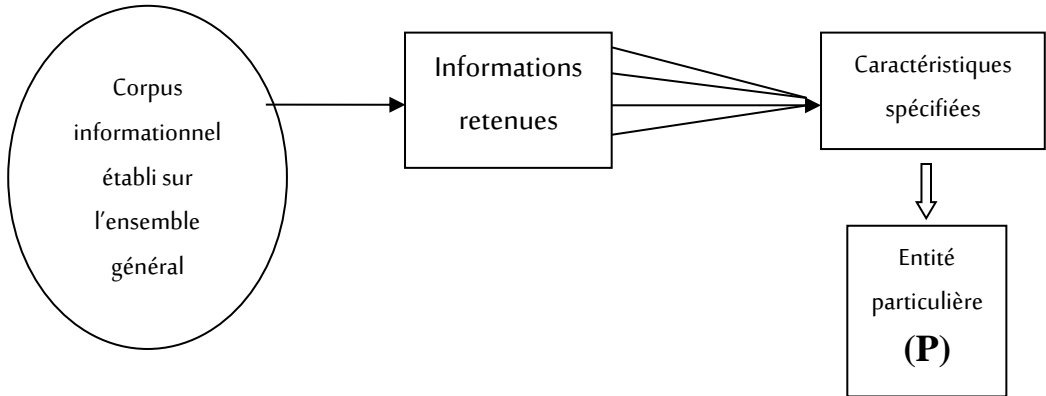 Corpus
informationnel
établi sur
l'ensemble
général
Informations
retenues
Caractéristiques
spécifiées
Entité
particulière
(P)